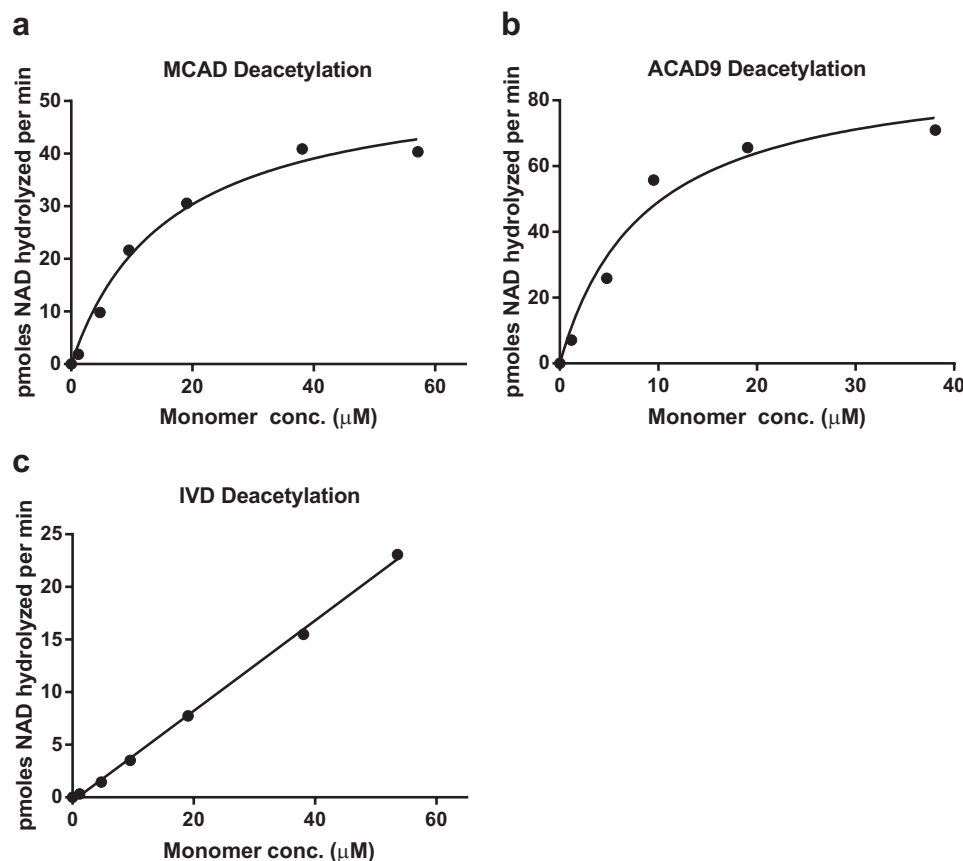 a
MCAD Deacetylation
pmoles NAD hydrolyzed per min
50
40
30
20
10
0
0 20 40 60
Monomer conc. (μM)
b
ACAD9 Deacetylation
pmoles NAD hydrolyzed per min
80
60
40
20
0
0 10 20 30 40
Monomer conc. (μM)
c
IVD Deacetylation
pmoles NAD hydrolyzed per min
25
20
15
10
5
0
0 20 40 60
Monomer conc. (μM)